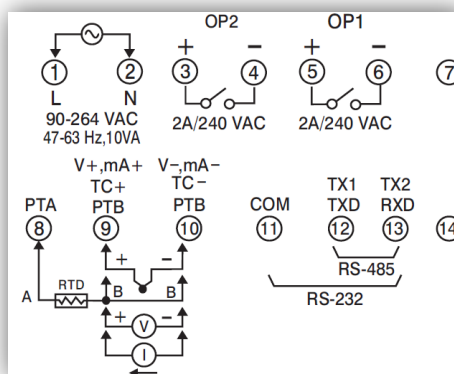 OP2 OP1
+ − + −
1 2 3 4 5 6 7
L N
90-264 VAC 2A/240 VAC 2A/240 VAC
47-63 Hz,10VA
V+,mA+ V−,mA−
TC+ TC−
PTA PTB PTB COM TX1 TX2
TXD RXD
8 9 10 11 12 13 14
+ −
RS-485
A RTD B B
RS-232
+ V −
I